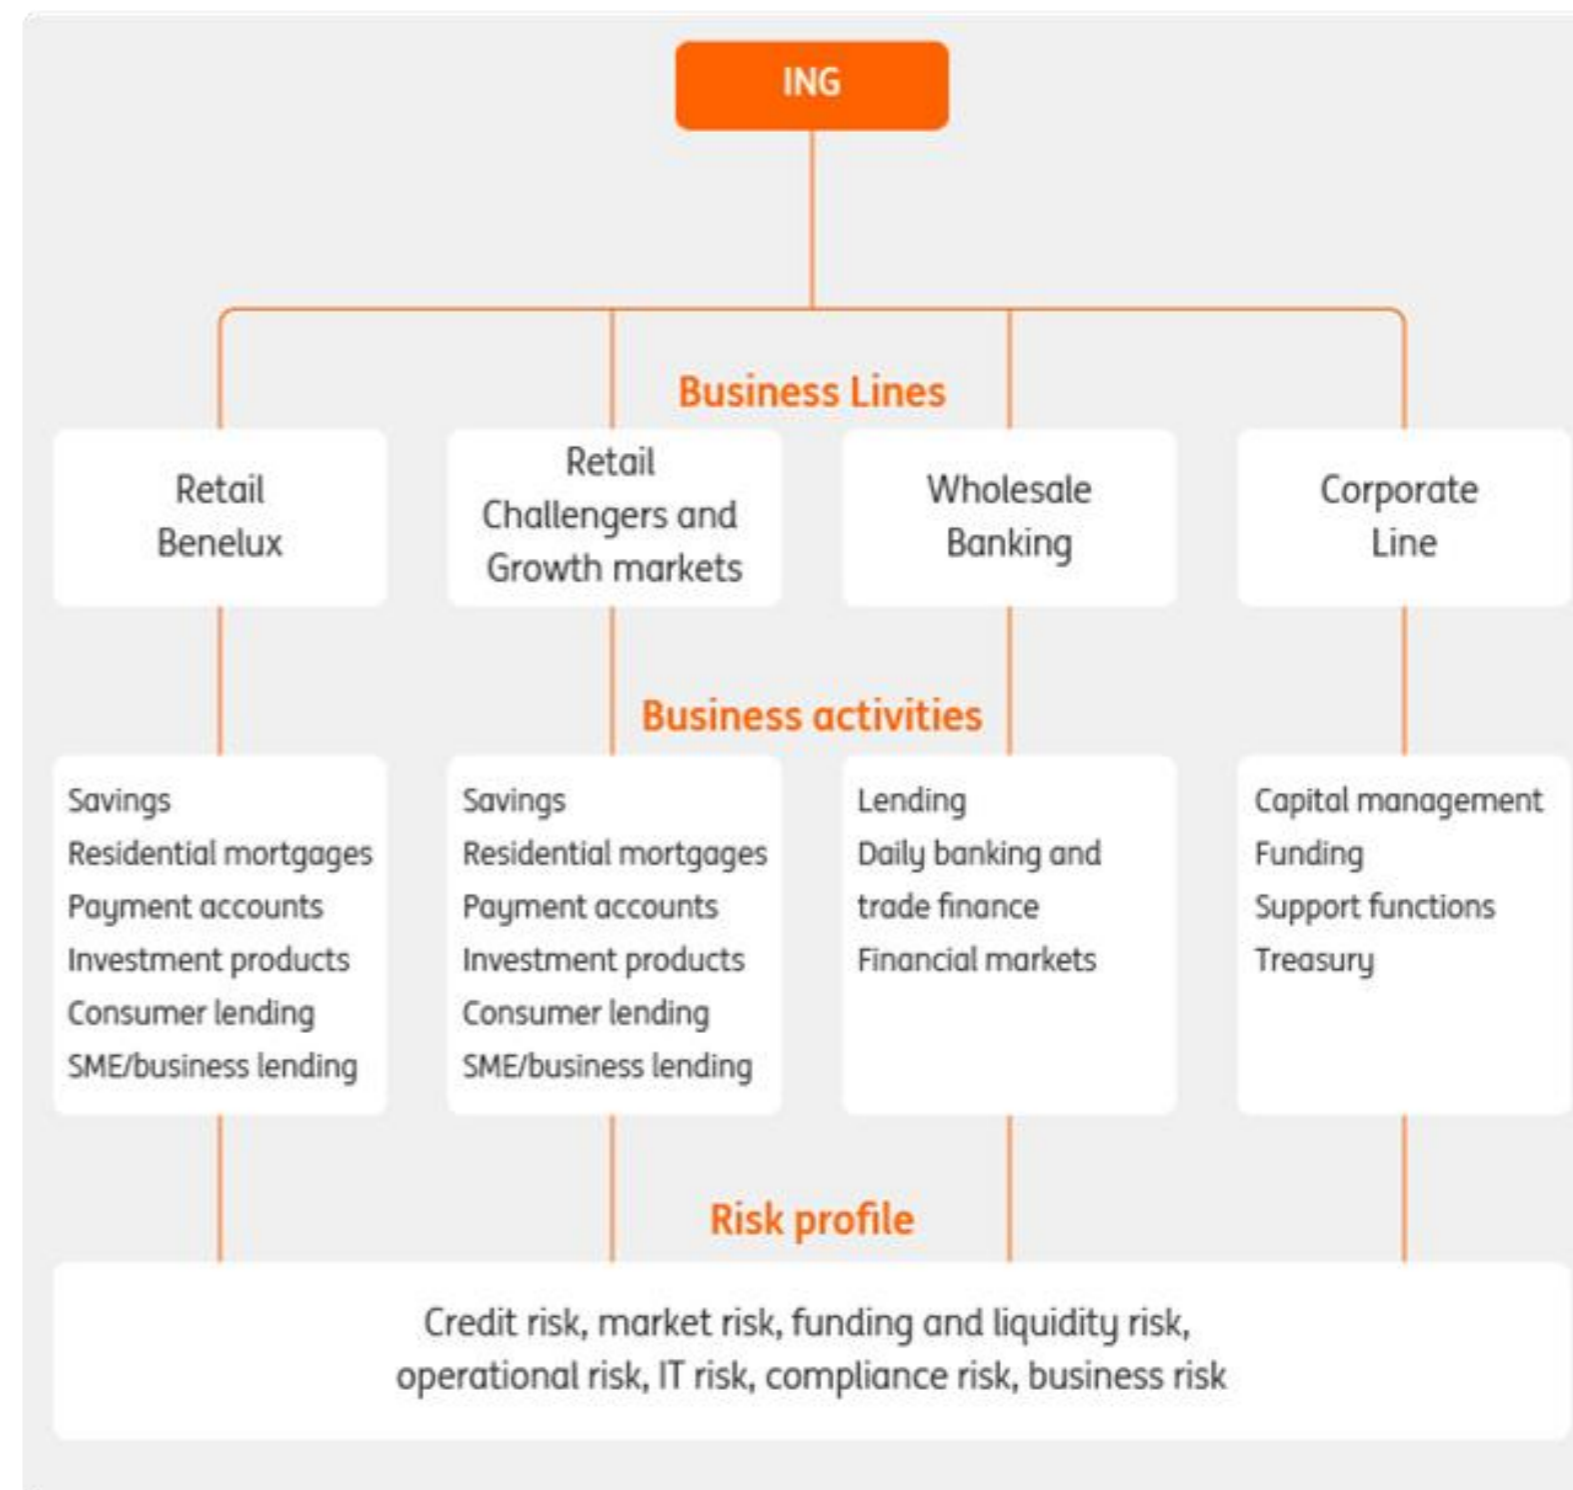 ING
Business Lines
Retail
Benelux
Retail
Challengers and
Growth markets
Wholesale
Banking
Corporate
Line
Business activities
Savings
Residential mortgages
Payment accounts
Investment products
Consumer lending
SME/business lending
Savings
Residential mortgages
Payment accounts
Investment products
Consumer lending
SME/business lending
Lending
Daily banking and
trade finance
Financial markets
Capital management
Funding
Support functions
Treasury
Risk profile
Credit risk, market risk, funding and liquidity risk,
operational risk, IT risk, compliance risk, business risk